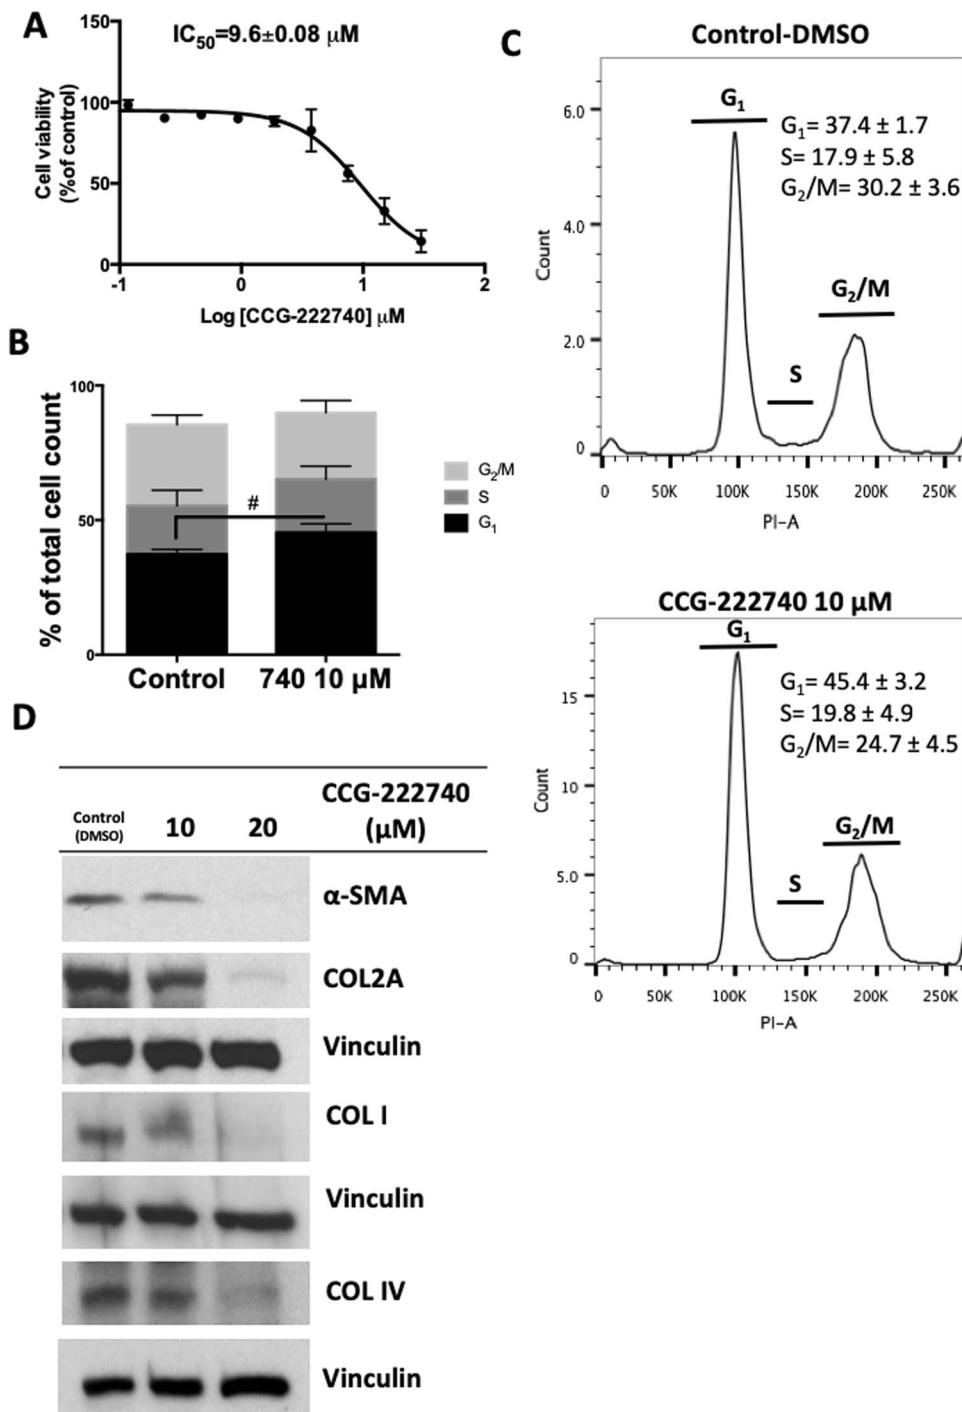 A
IC50=9.6±0.08 µM
150
100
50
0
-1
0
1
2
Cell viability
(%of control)
Log [CCG-222740] µM
B
100
50
0
% of total cell count
#
G2/M
S
G1
Control
740 10 µM
C
Control-DMSO
G1
S
G2/M
G1= 37.4 ± 1.7
S= 17.9 ± 5.8
G2/M= 30.2 ± 3.6
6.0
4.0
2.0
0
Count
0
50K
100K
150K
200K
250K
PI-A
CCG-222740 10 µM
G1
S
G2/M
G1= 45.4 ± 3.2
S= 19.8 ± 4.9
G2/M= 24.7 ± 4.5
15
10
5.0
0
Count
0
50K
100K
150K
200K
250K
PI-A
D
Control
(DMSO)
10
20
CCG-222740
(µM)
α-SMA
COL2A
Vinculin
COL I
Vinculin
COL IV
Vinculin